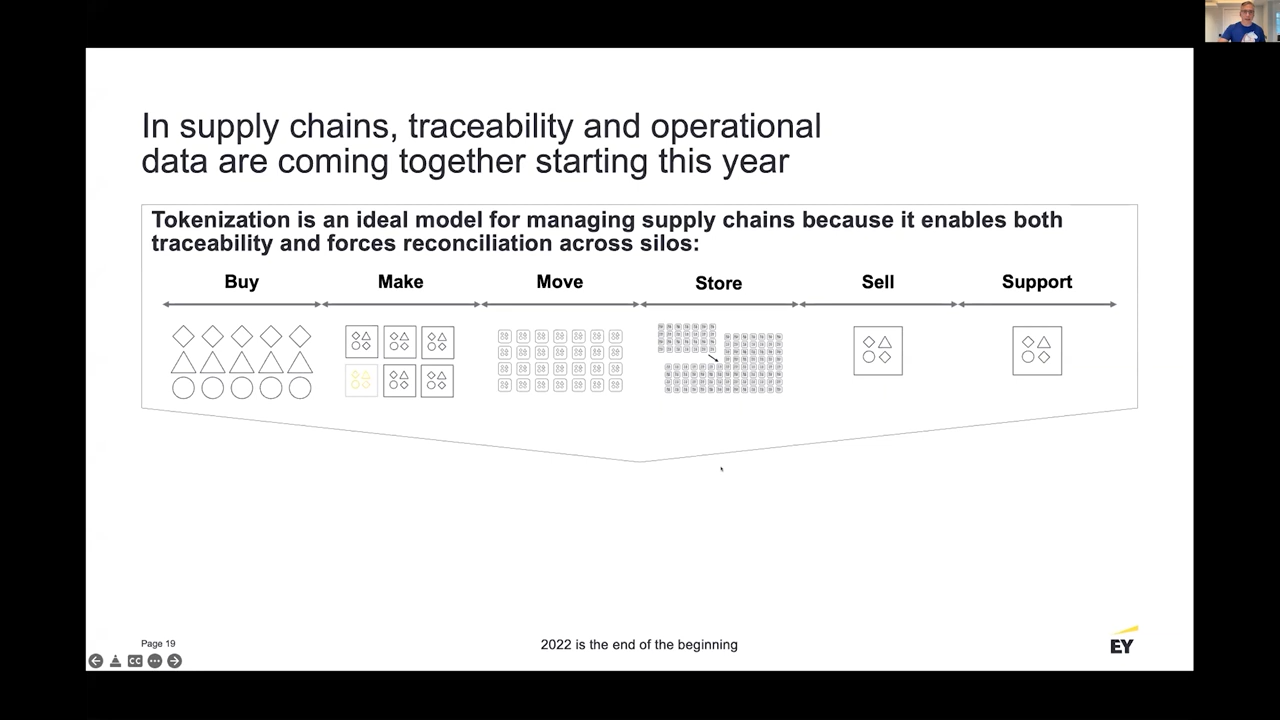 In supply chains, traceability and operational
data are coming together starting this year
Tokenization is an ideal model for managing supply chains because it enables both
traceability and forces reconciliation across silos:
Buy
Make
Move
Store
Sell
Support
Page 19
2022 is the end of the beginning
EY
CC